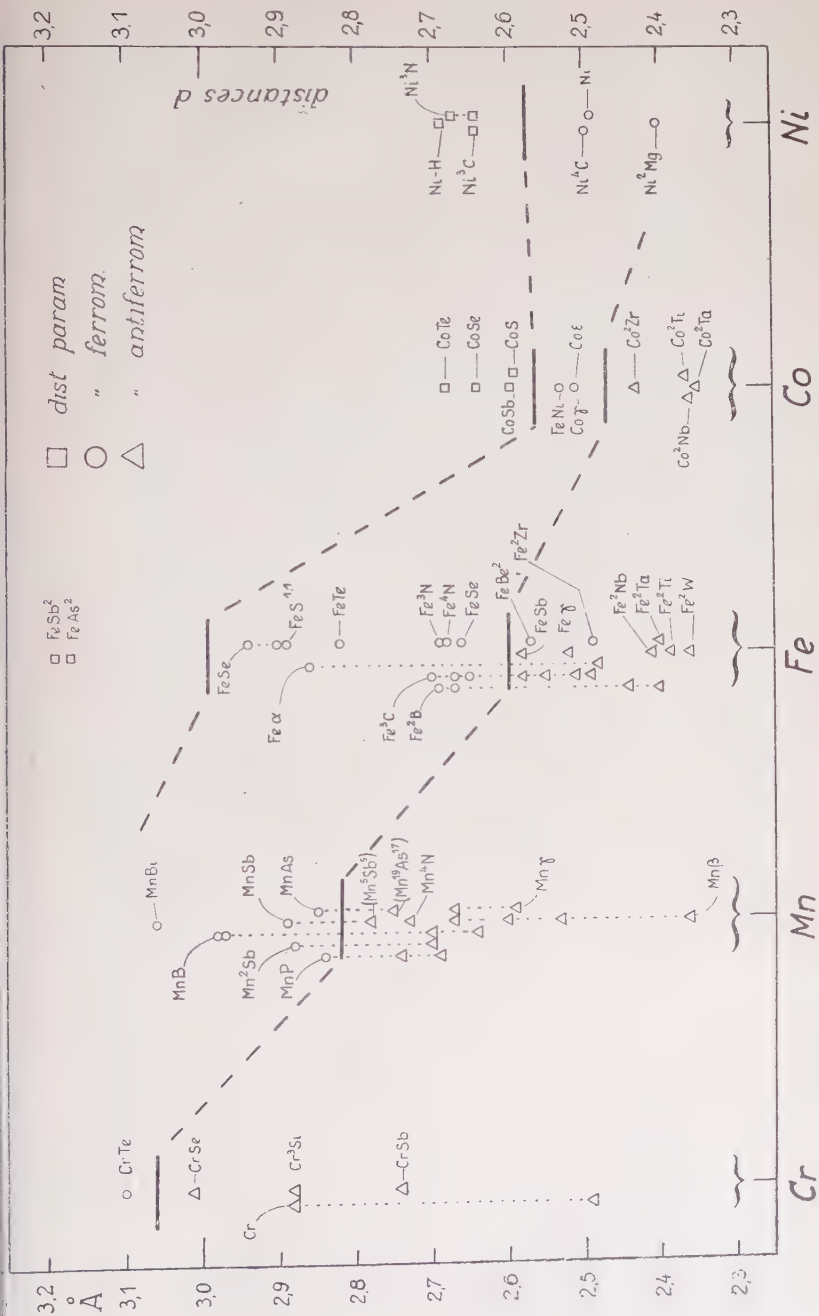 3,2
3,1
3,0
2,9
2,8
2,7
2,6
2,5
2,4
2,3
distances d
□ dist param
○ " ferrom.
△ " antiferrom
Ni-H
Ni³N
Ni³C
Ni⁴C
Ni
Ni²Mg
CoTe
CoSe
CoSb
CoS
FeNi
Coγ
Coε
Co²Zr
Co²Nb
Co²Ti
Co²Ta
FeSb²
FeAs²
FeSe
FeS¹·¹
FeTe
Feα
Fe³N
Fe⁴N
FeSe
Fe³C
Fe²B
FeBe²
FeSb
Fe²Zr
Feγ
Fe²Nb
Fe²Ta
Fe²Ti
Fe²W
MnBi
MnSb
MnAs
MnB
Mn²Sb
MnP
(Mn⁵Sb⁵)
(Mn¹⁹As¹⁷)
Mn⁴N
Mnγ
Mnβ
CrTe
CrSe
Cr³Si
Cr
CrSb
3,2
Å
3,1
3,0
2,9
2,8
2,7
2,6
2,5
2,4
2,3
Cr
Mn
Fe
Co
Ni